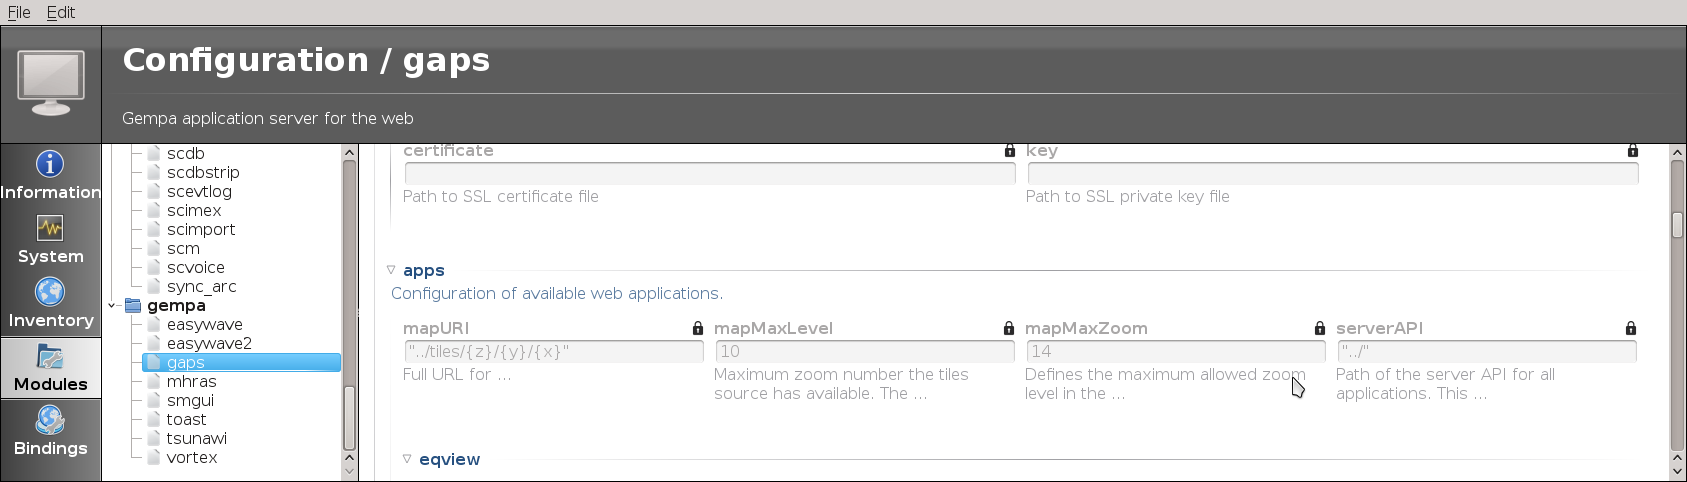 File Edit
Configuration / gaps
Gempa application server for the web
Information
System
Inventory
Modules
Bindings
scdb
scdbstrip
scevtlog
scimex
scimport
scm
scvoice
sync_arc
gempa
easywave
easywave2
gaps
mhras
smgui
toast
tsunawi
vortex
certificate key
Path to SSL certificate file Path to SSL private key file
apps
Configuration of available web applications.
mapURI mapMaxLevel mapMaxZoom serverAPI
"../tiles/{z}/{y}/{x}" 10 14 "../"
Full URL for ... Maximum zoom number the tiles Defines the maximum allowed zoom Path of the server API for all
source has available. The ... level in the ... applications. This ...
eqview